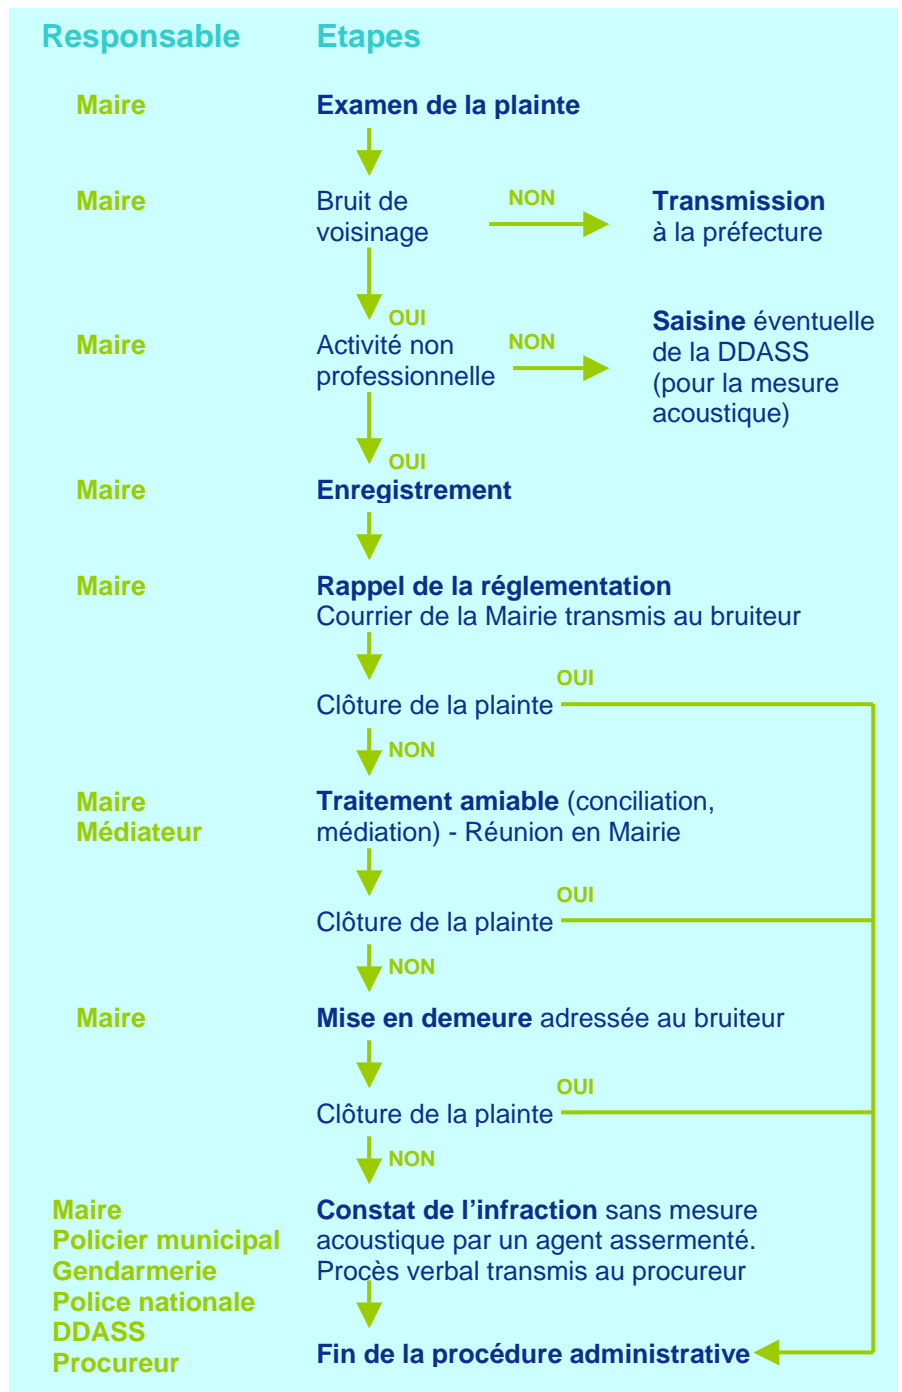 Responsable Etapes
Maire Examen de la plainte
Maire Bruit de NON Transmission
voisinage à la préfecture
OUI Saisine éventuelle
Maire Activité non NON de la DDASS
professionnelle (pour la mesure
acoustique)
OUI
Maire Enregistrement
Maire Rappel de la réglementation
Courrier de la Mairie transmis au bruiteur
OUI
Clôture de la plainte
NON
Maire Traitement amiable (conciliation,
Médiateur médiation) - Réunion en Mairie
OUI
Clôture de la plainte
NON
Maire Mise en demeure adressée au bruiteur
OUI
Clôture de la plainte
NON
Maire Constat de l’infraction sans mesure
Policier municipal acoustique par un agent assermenté.
Gendarmerie Procès verbal transmis au procureur
Police nationale
DDASS
Procureur Fin de la procédure administrative